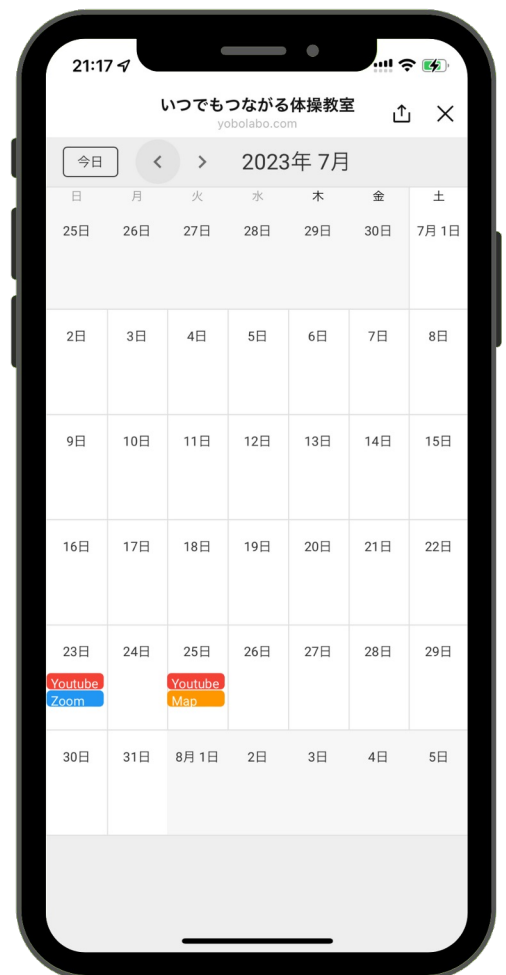 21:17
いつでもつながる体操教室
yobolabo.com
今日 2023年 7月
日 月 火 水 木 金 土
25日 26日 27日 28日 29日 30日 7月 1日
2日 3日 4日 5日 6日 7日 8日
9日 10日 11日 12日 13日 14日 15日
16日 17日 18日 19日 20日 21日 22日
23日 24日 25日 26日 27日 28日 29日
Youtube Youtube
Zoom Map
30日 31日 8月 1日 2日 3日 4日 5日